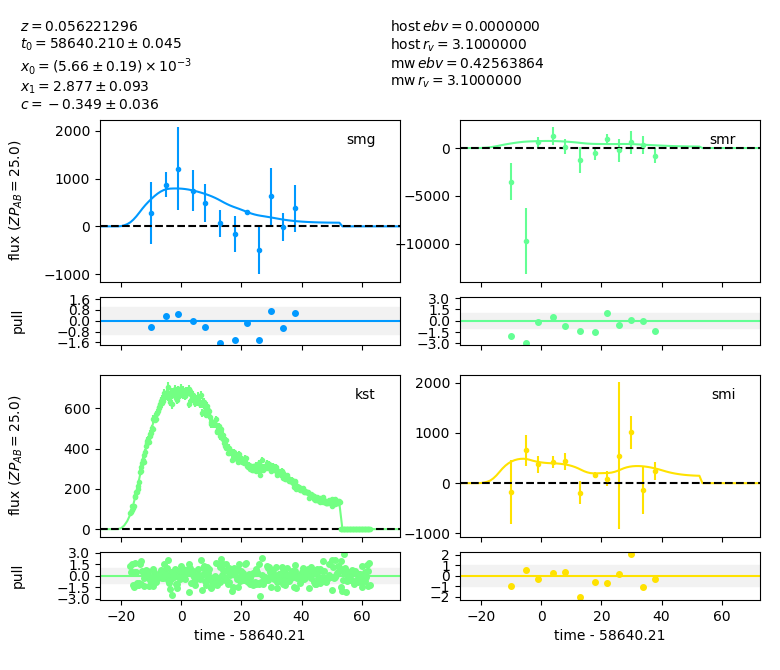 z = 0.056221296
t₀ = 58640.210 ± 0.045
x₀ = (5.66 ± 0.19) × 10⁻³
x₁ = 2.877 ± 0.093
c = −0.349 ± 0.036
host ebv = 0.0000000
host r_v = 3.1000000
mw ebv = 0.42563864
mw r_v = 3.1000000
smg
flux (ZP_AB = 25.0)
2000
1000
0
−1000
smr
0
−5000
−10000
pull
1.6
0.8
0.0
−0.8
−1.6
3.0
1.5
0.0
−1.5
−3.0
kst
flux (ZP_AB = 25.0)
600
400
200
0
smi
2000
1000
0
−1000
pull
3.0
1.5
0.0
−1.5
−3.0
−20 0 20 40 60
time - 58640.21
2
1
0
−1
−2
−20 0 20 40 60
time - 58640.21